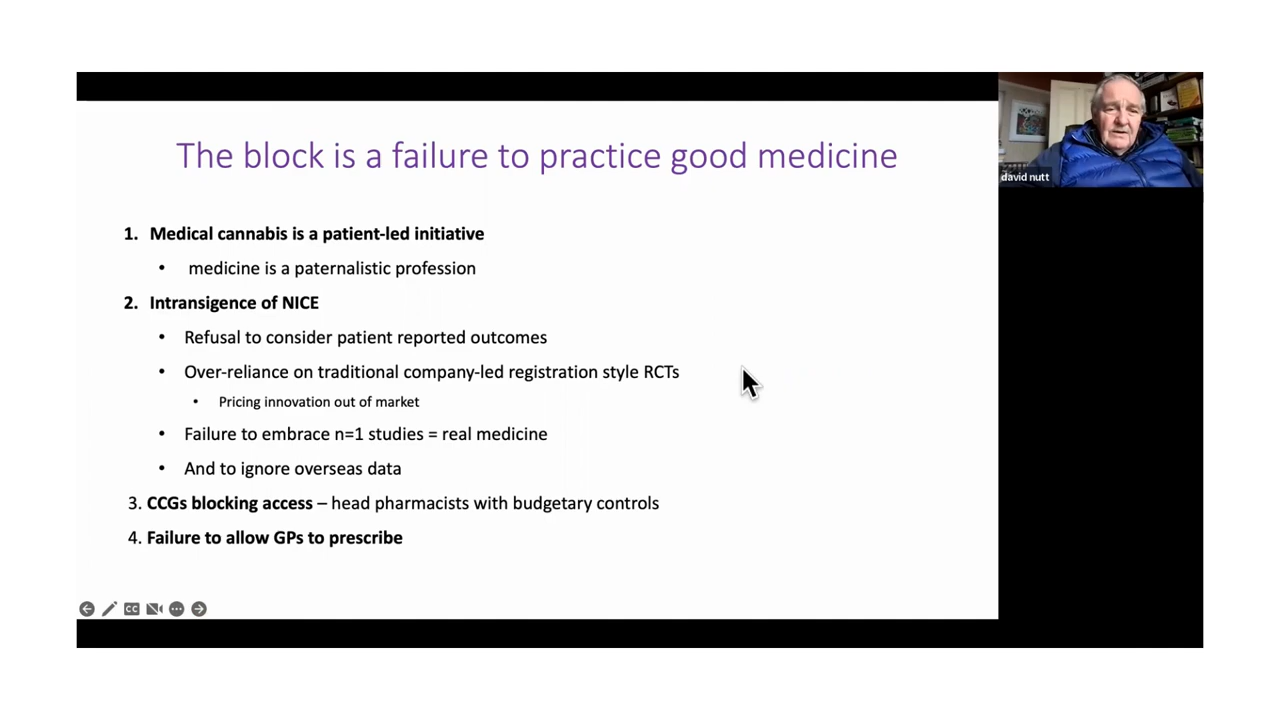 The block is a failure to practice good medicine
david nutt
1. Medical cannabis is a patient-led initiative
• medicine is a paternalistic profession
2. Intransigence of NICE
• Refusal to consider patient reported outcomes
• Over-reliance on traditional company-led registration style RCTs
• Pricing innovation out of market
• Failure to embrace n=1 studies = real medicine
• And to ignore overseas data
3. CCGs blocking access – head pharmacists with budgetary controls
4. Failure to allow GPs to prescribe
CC